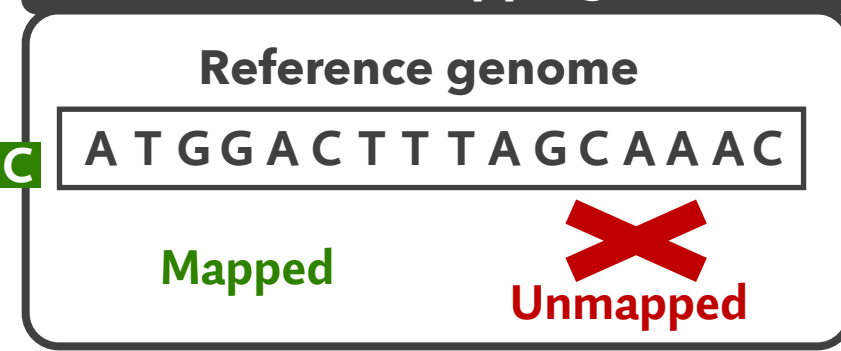 Reference genome
C
A T G G A C T T T A G C A A A C
Mapped
Unmapped